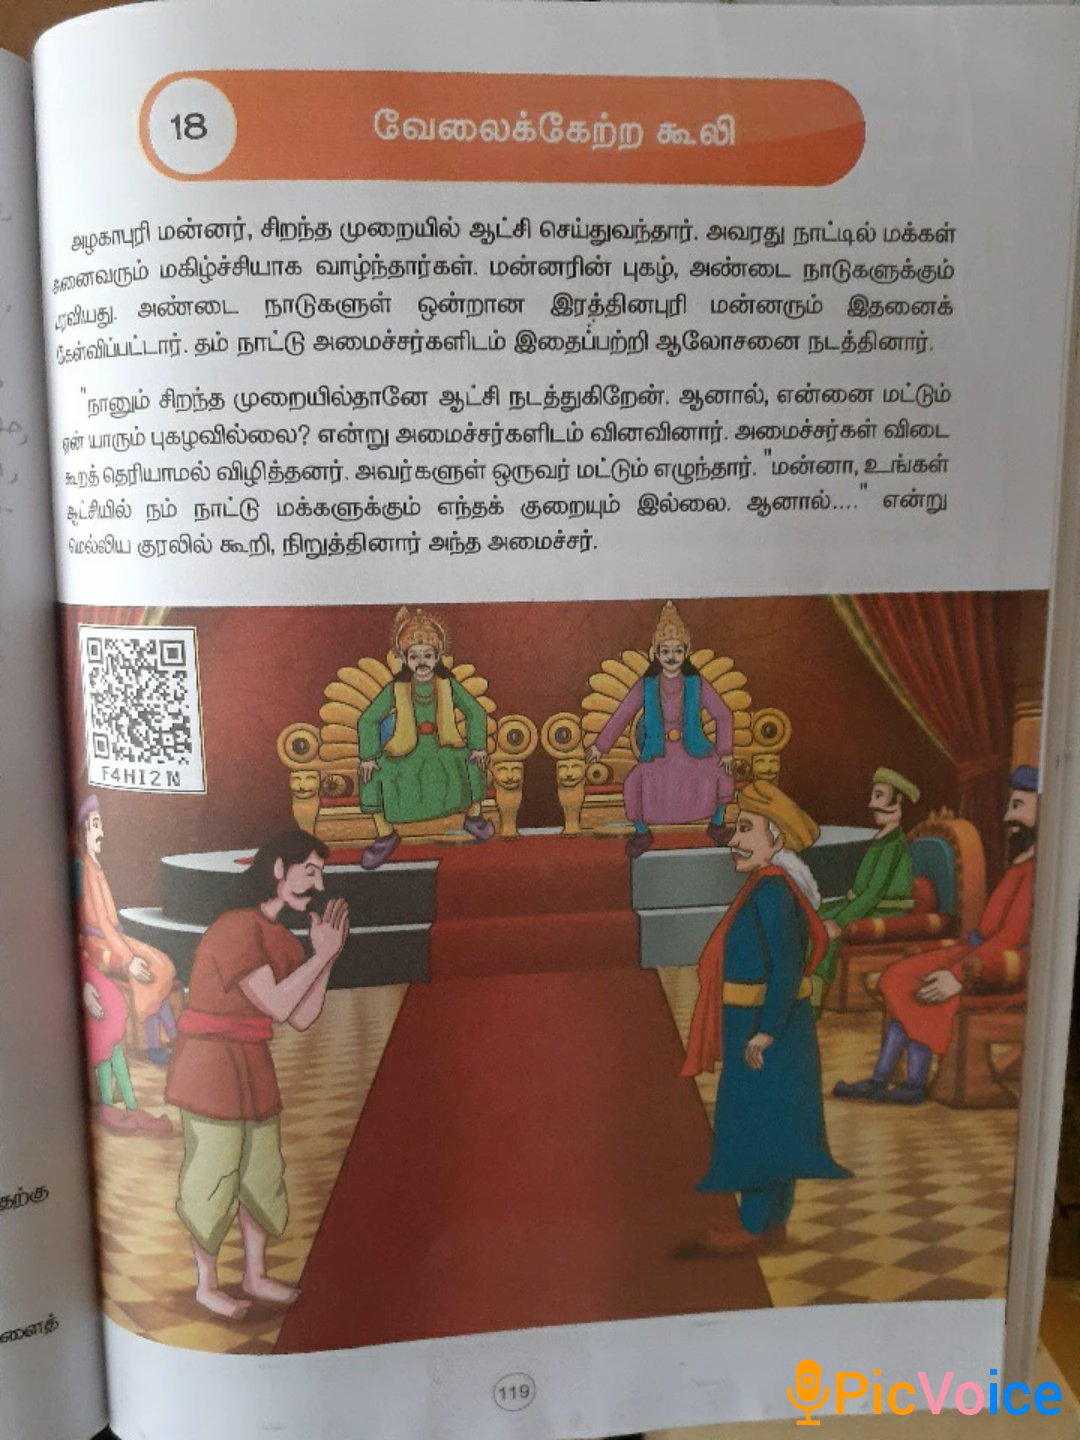 18
வேலைக்கேற்ற கூலி
அழகாபுரி மன்னர், சிறந்த முறையில் ஆட்சி செய்துவந்தார். அவரது நாட்டில் மக்கள்
அனைவரும் மகிழ்ச்சியாக வாழ்ந்தார்கள். மன்னரின் புகழ், அண்டை நாடுகளுக்கும்
பரவியது. அண்டை நாடுகளுள் ஒன்றான இரத்தினபுரி மன்னரும் இதனைக்
கேள்விப்பட்டார். தம் நாட்டு அமைச்சர்களிடம் இதைப்பற்றி ஆலோசனை நடத்தினார்.
"நானும் சிறந்த முறையில்தானே ஆட்சி நடத்துகிறேன். ஆனால், என்னை மட்டும்
ஏன் யாரும் புகழவில்லை? என்று அமைச்சர்களிடம் வினவினார். அமைச்சர்கள் விடை
கூறத் தெரியாமல் விழித்தனர். அவர்களுள் ஒருவர் மட்டும் எழுந்தார். "மன்னா, உங்கள்
ஆட்சியில் நம் நாட்டு மக்களுக்கும் எந்தக் குறையும் இல்லை. ஆனால்...." என்று
மெல்லிய குரலில் கூறி, நிறுத்தினார் அந்த அமைச்சர்.
F4HI2N
கற்கு
ளைத்
119
PicVoice